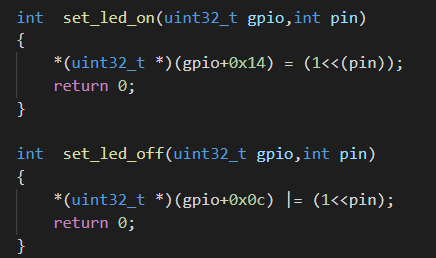 int  set_led_on(uint32_t gpio,int pin)
{
    *(uint32_t *)(gpio+0x14) = (1<<(pin));
    return 0;
}

int  set_led_off(uint32_t gpio,int pin)
{
    *(uint32_t *)(gpio+0x0c) |= (1<<pin);
    return 0;
}